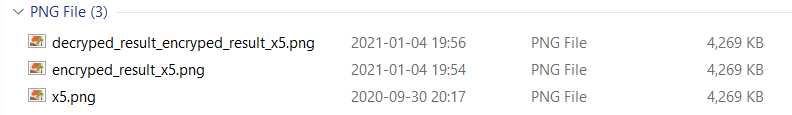 PNG File (3)
decryped_result_encryped_result_x5.png 2021-01-04 19:56 PNG File 4,269 KB
encryped_result_x5.png 2021-01-04 19:54 PNG File 4,269 KB
x5.png 2020-09-30 20:17 PNG File 4,269 KB